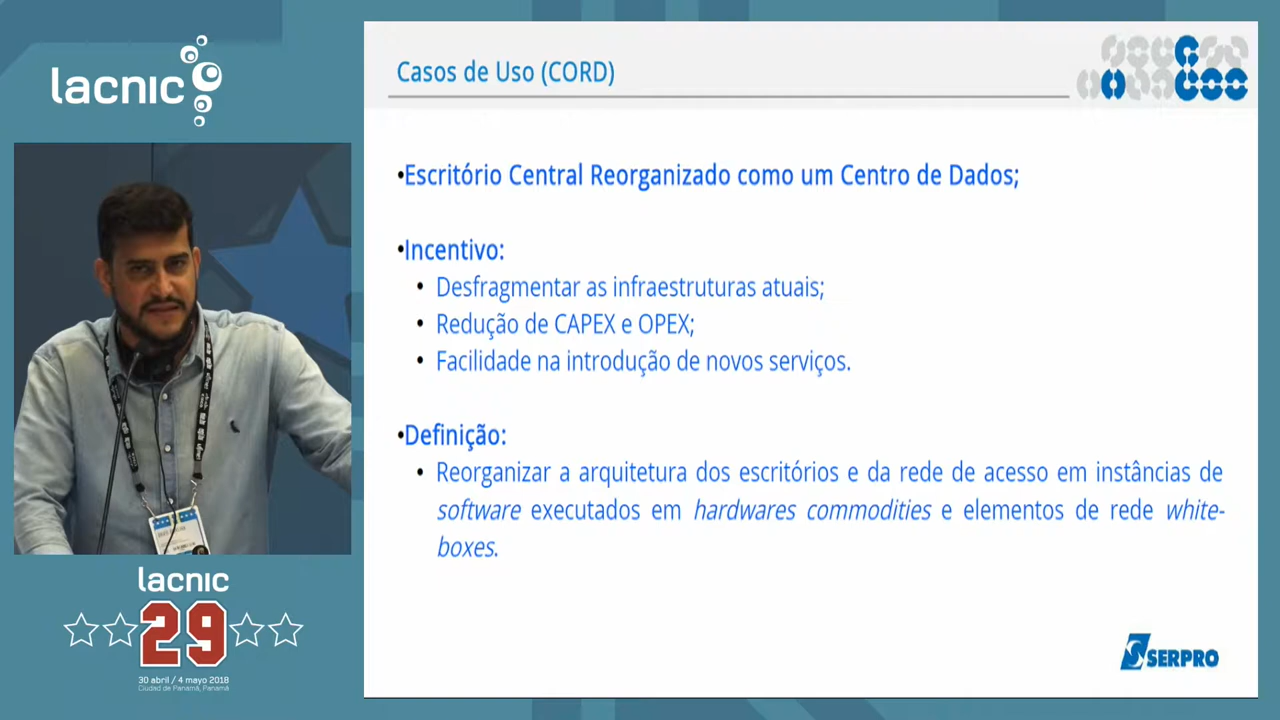 lacnic
Casos de Uso (CORD)
•Escritório Central Reorganizado como um Centro de Dados;
•Incentivo:
• Desfragmentar as infraestruturas atuais;
• Redução de CAPEX e OPEX;
• Facilidade na introdução de novos serviços.
•Definição:
• Reorganizar a arquitetura dos escritórios e da rede de acesso em instâncias de
software executados em hardwares commodities e elementos de rede white-
boxes.
SERPRO
lacnic
29
30 abril / 4 mayo 2018
Ciudad de Panamá, Panamá